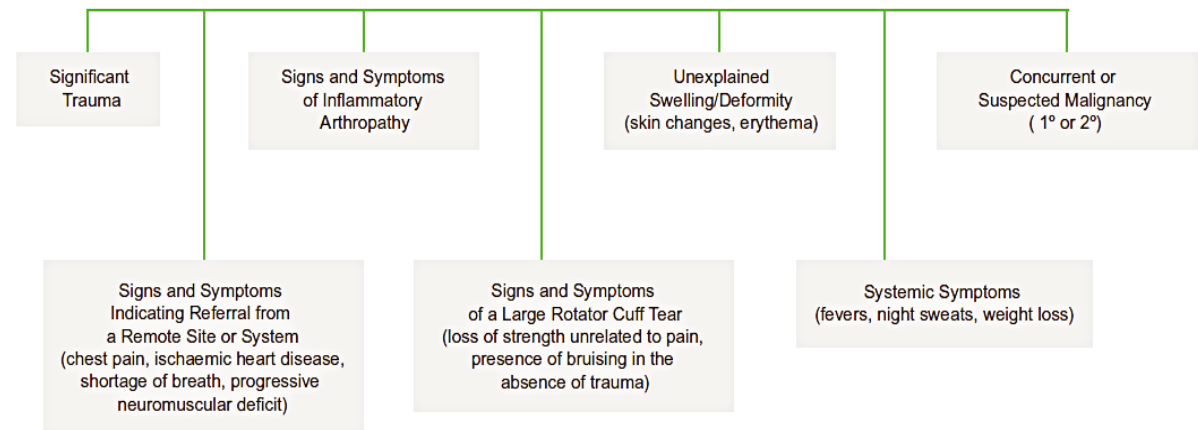 Significant
Trauma
Signs and Symptoms
of Inflammatory
Arthropathy
Unexplained
Swelling/Deformity
(skin changes, erythema)
Concurrent or
Suspected Malignancy
( 1º or 2º)
Signs and Symptoms
Indicating Referral from
a Remote Site or System
(chest pain, ischaemic heart disease,
shortage of breath, progressive
neuromuscular deficit)
Signs and Symptoms
of a Large Rotator Cuff Tear
(loss of strength unrelated to pain,
presence of bruising in the
absence of trauma)
Systemic Symptoms
(fevers, night sweats, weight loss)